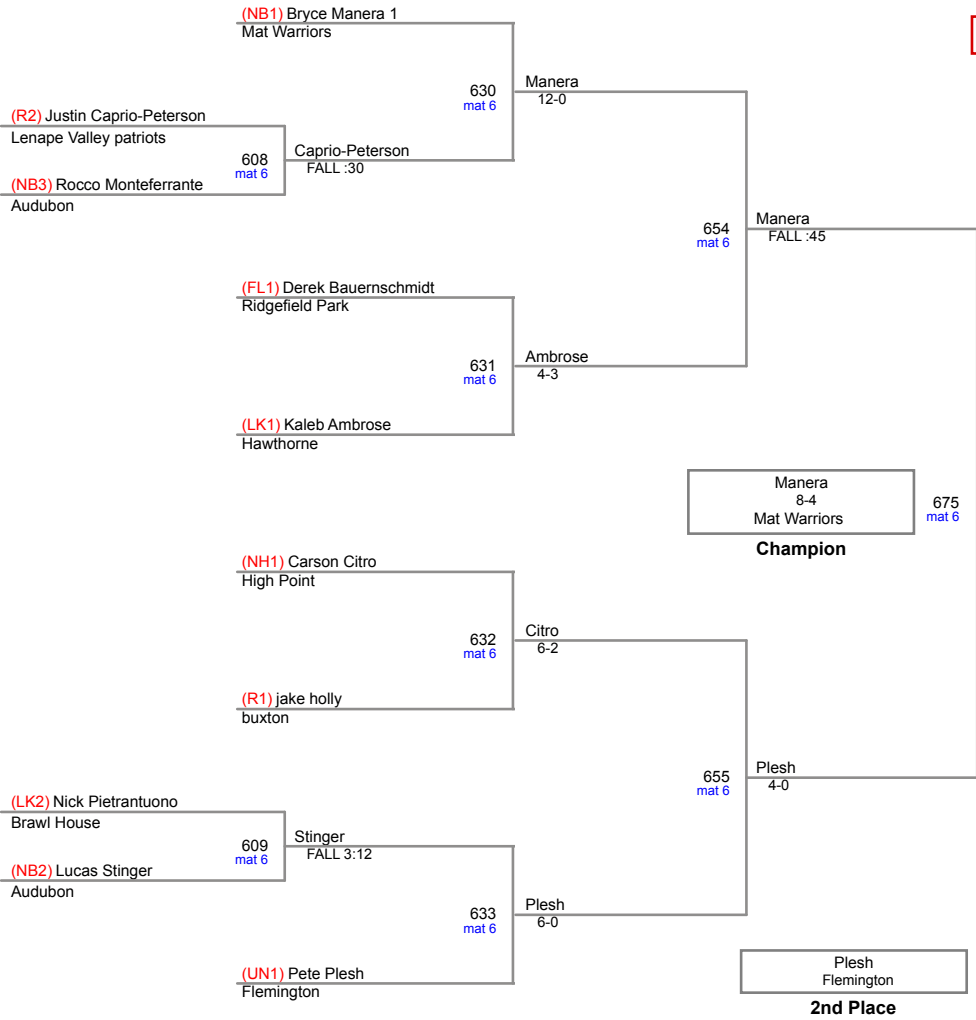 (NB1) Bryce Manera 1
Mat Warriors
630
mat 6
Manera
12-0
(R2) Justin Caprio-Peterson
Lenape Valley patriots
608
mat 6
Caprio-Peterson
FALL :30
(NB3) Rocco Monteferrante
Audubon
654
mat 6
Manera
FALL :45
(FL1) Derek Bauernschmidt
Ridgefield Park
631
mat 6
Ambrose
4-3
(LK1) Kaleb Ambrose
Hawthorne
Manera
8-4
Mat Warriors
675
mat 6
Champion
(NH1) Carson Citro
High Point
632
mat 6
Citro
6-2
(R1) jake holly
buxton
655
mat 6
Plesh
4-0
(LK2) Nick Pietrantuono
Brawl House
609
mat 6
Stinger
FALL 3:12
(NB2) Lucas Stinger
Audubon
633
mat 6
Plesh
6-0
(UN1) Pete Plesh
Flemington
Plesh
Flemington
2nd Place